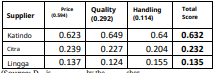 Supplier Price (0.594) Quality (0.292) Handling (0.114) Total Score
Katindo 0.623 0.649 0.64 0.632
Citra 0.239 0.227 0.204 0.232
Lingga 0.137 0.124 0.155 0.135